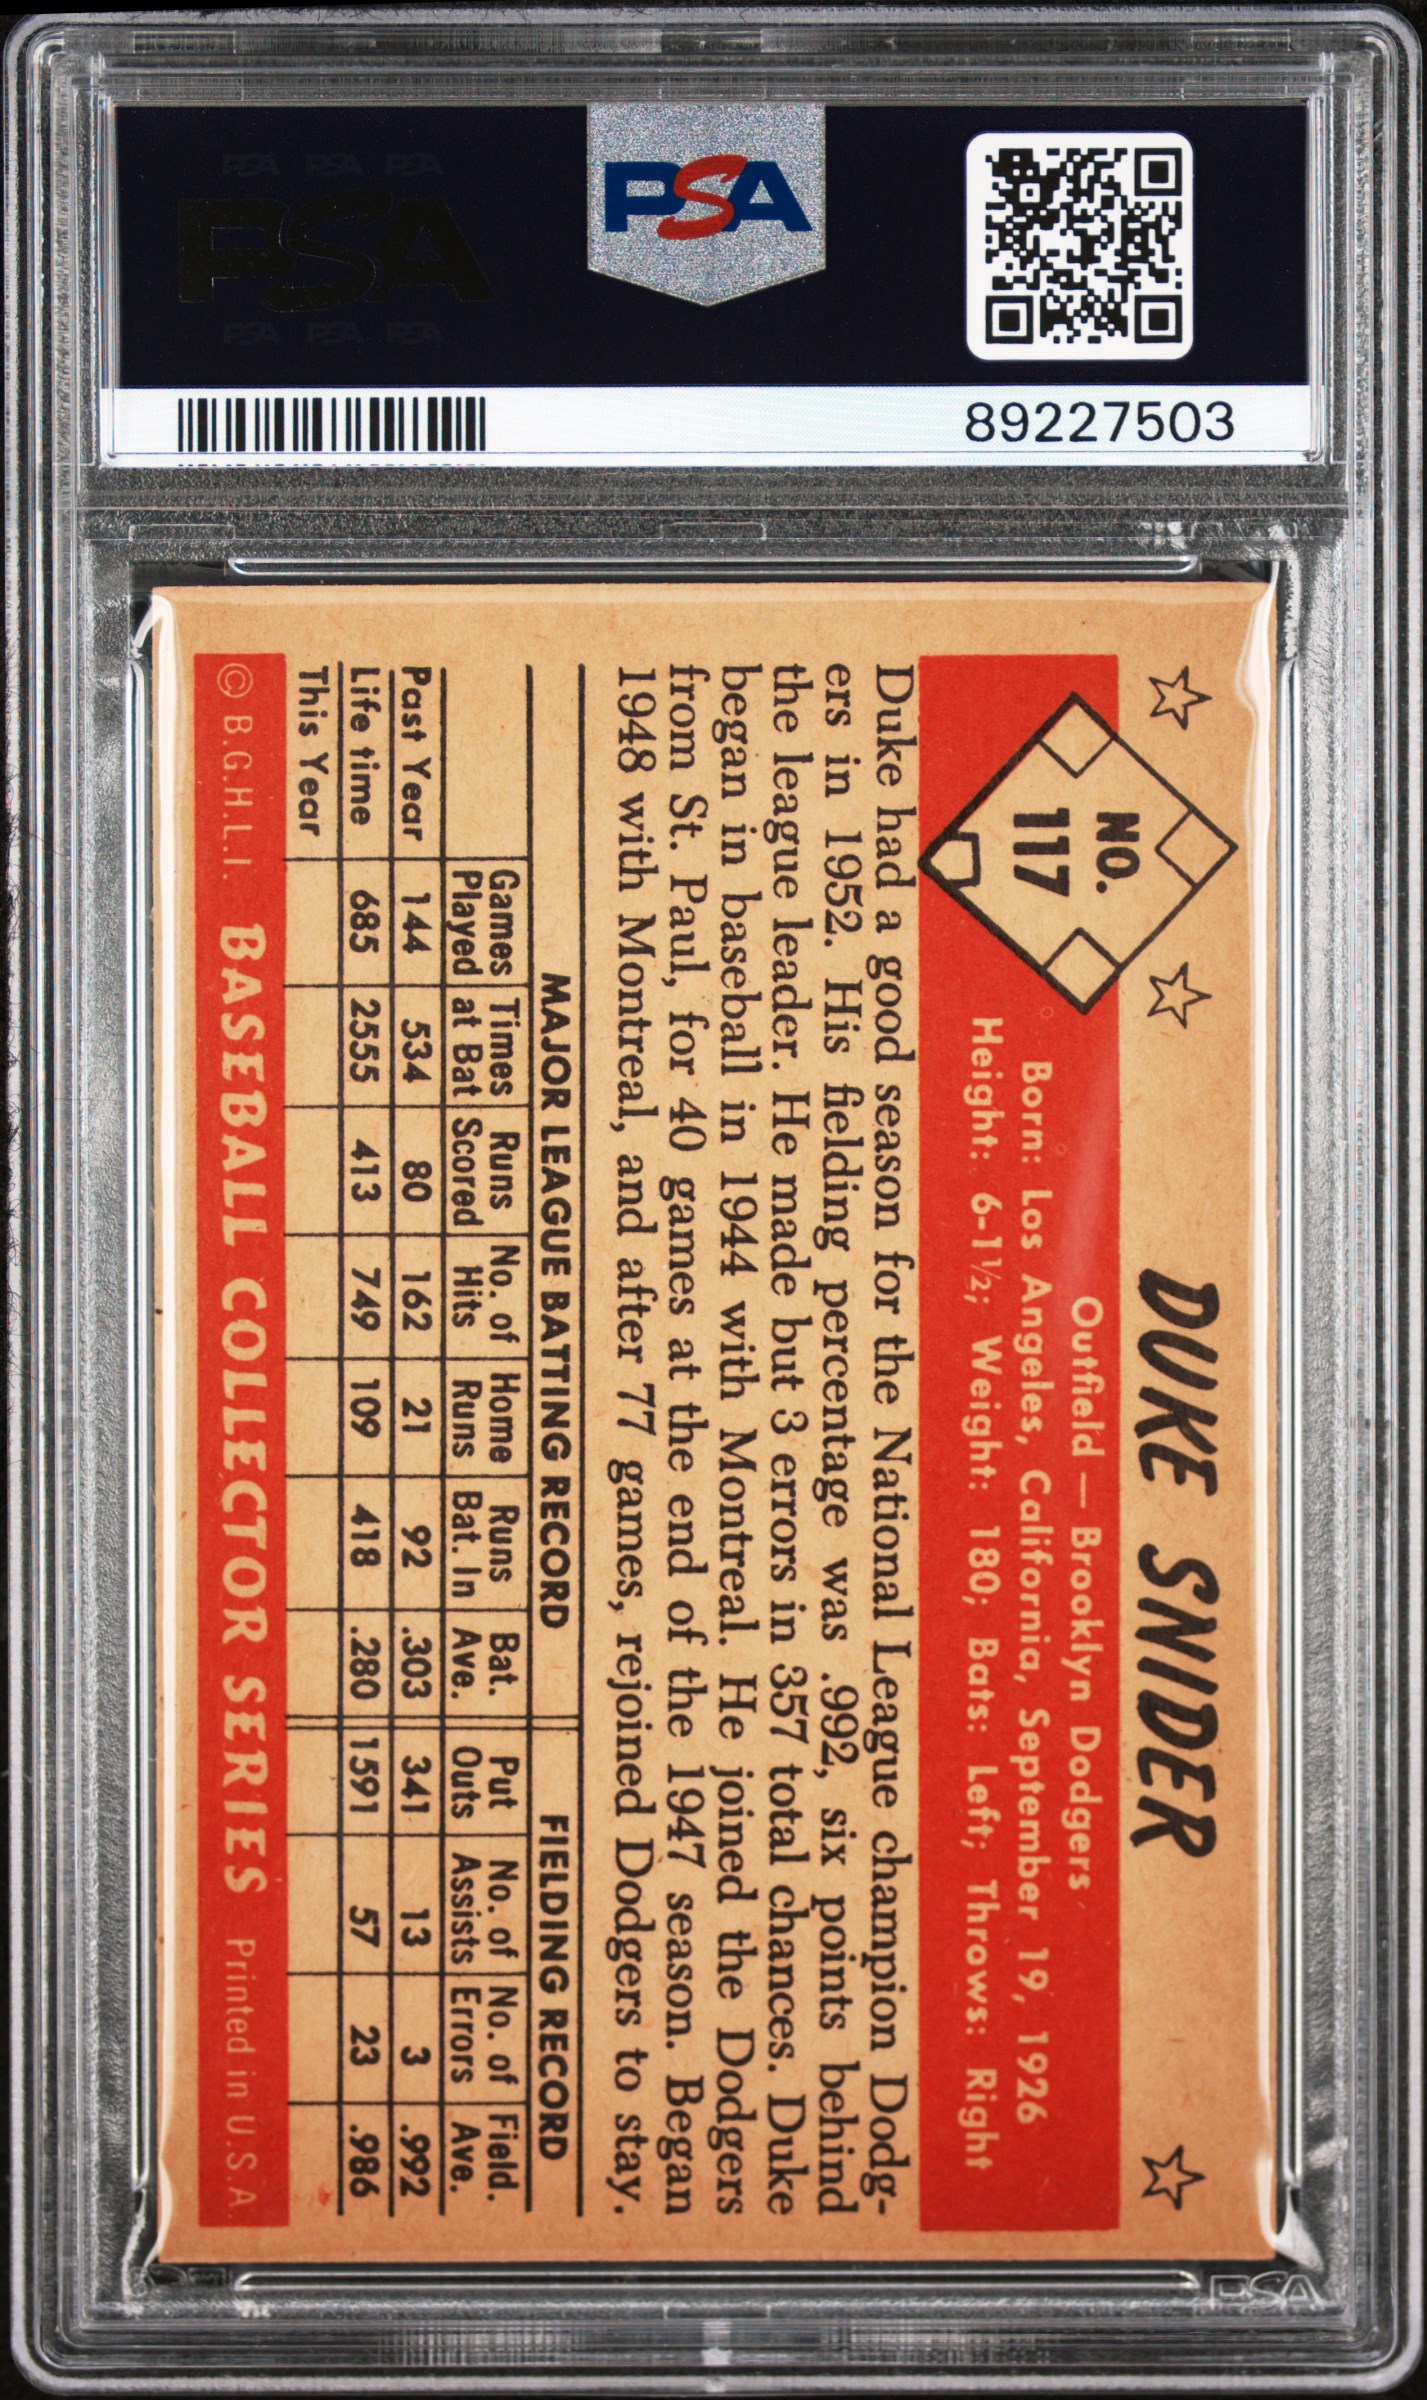 PSA PSA PSA
PSA
PSA PSA PSA
PSA
89227503
NO.
117
DUKE SNIDER
Outfield — Brooklyn Dodgers
Born: Los Angeles, California, September 19, 1926
Height: 6-1½; Weight: 180; Bats: Left; Throws: Right
Duke had a good season for the National League champion Dodg-
ers in 1952. His fielding percentage was .992, six points behind
the league leader. He made but 3 errors in 357 total chances. Duke
began in baseball in 1944 with Montreal. He joined the Dodgers
from St. Paul, for 40 games at the end of the 1947 season. Began
1948 with Montreal, and after 77 games, rejoined Dodgers to stay.
MAJOR LEAGUE BATTING RECORD FIELDING RECORD
Games Times Runs No. of Home Runs Bat. Put No. of No. of Field.
Played at Bat Scored Hits Runs Bat. In Ave. Outs Assists Errors Ave.
Past Year 144 534 80 162 21 92 .303 341 13 3 .992
Life time 685 2555 413 749 109 418 .280 1591 57 23 .986
This Year
© B.G.H.L.I. BASEBALL COLLECTOR SERIES Printed in U.S.A.
PSA